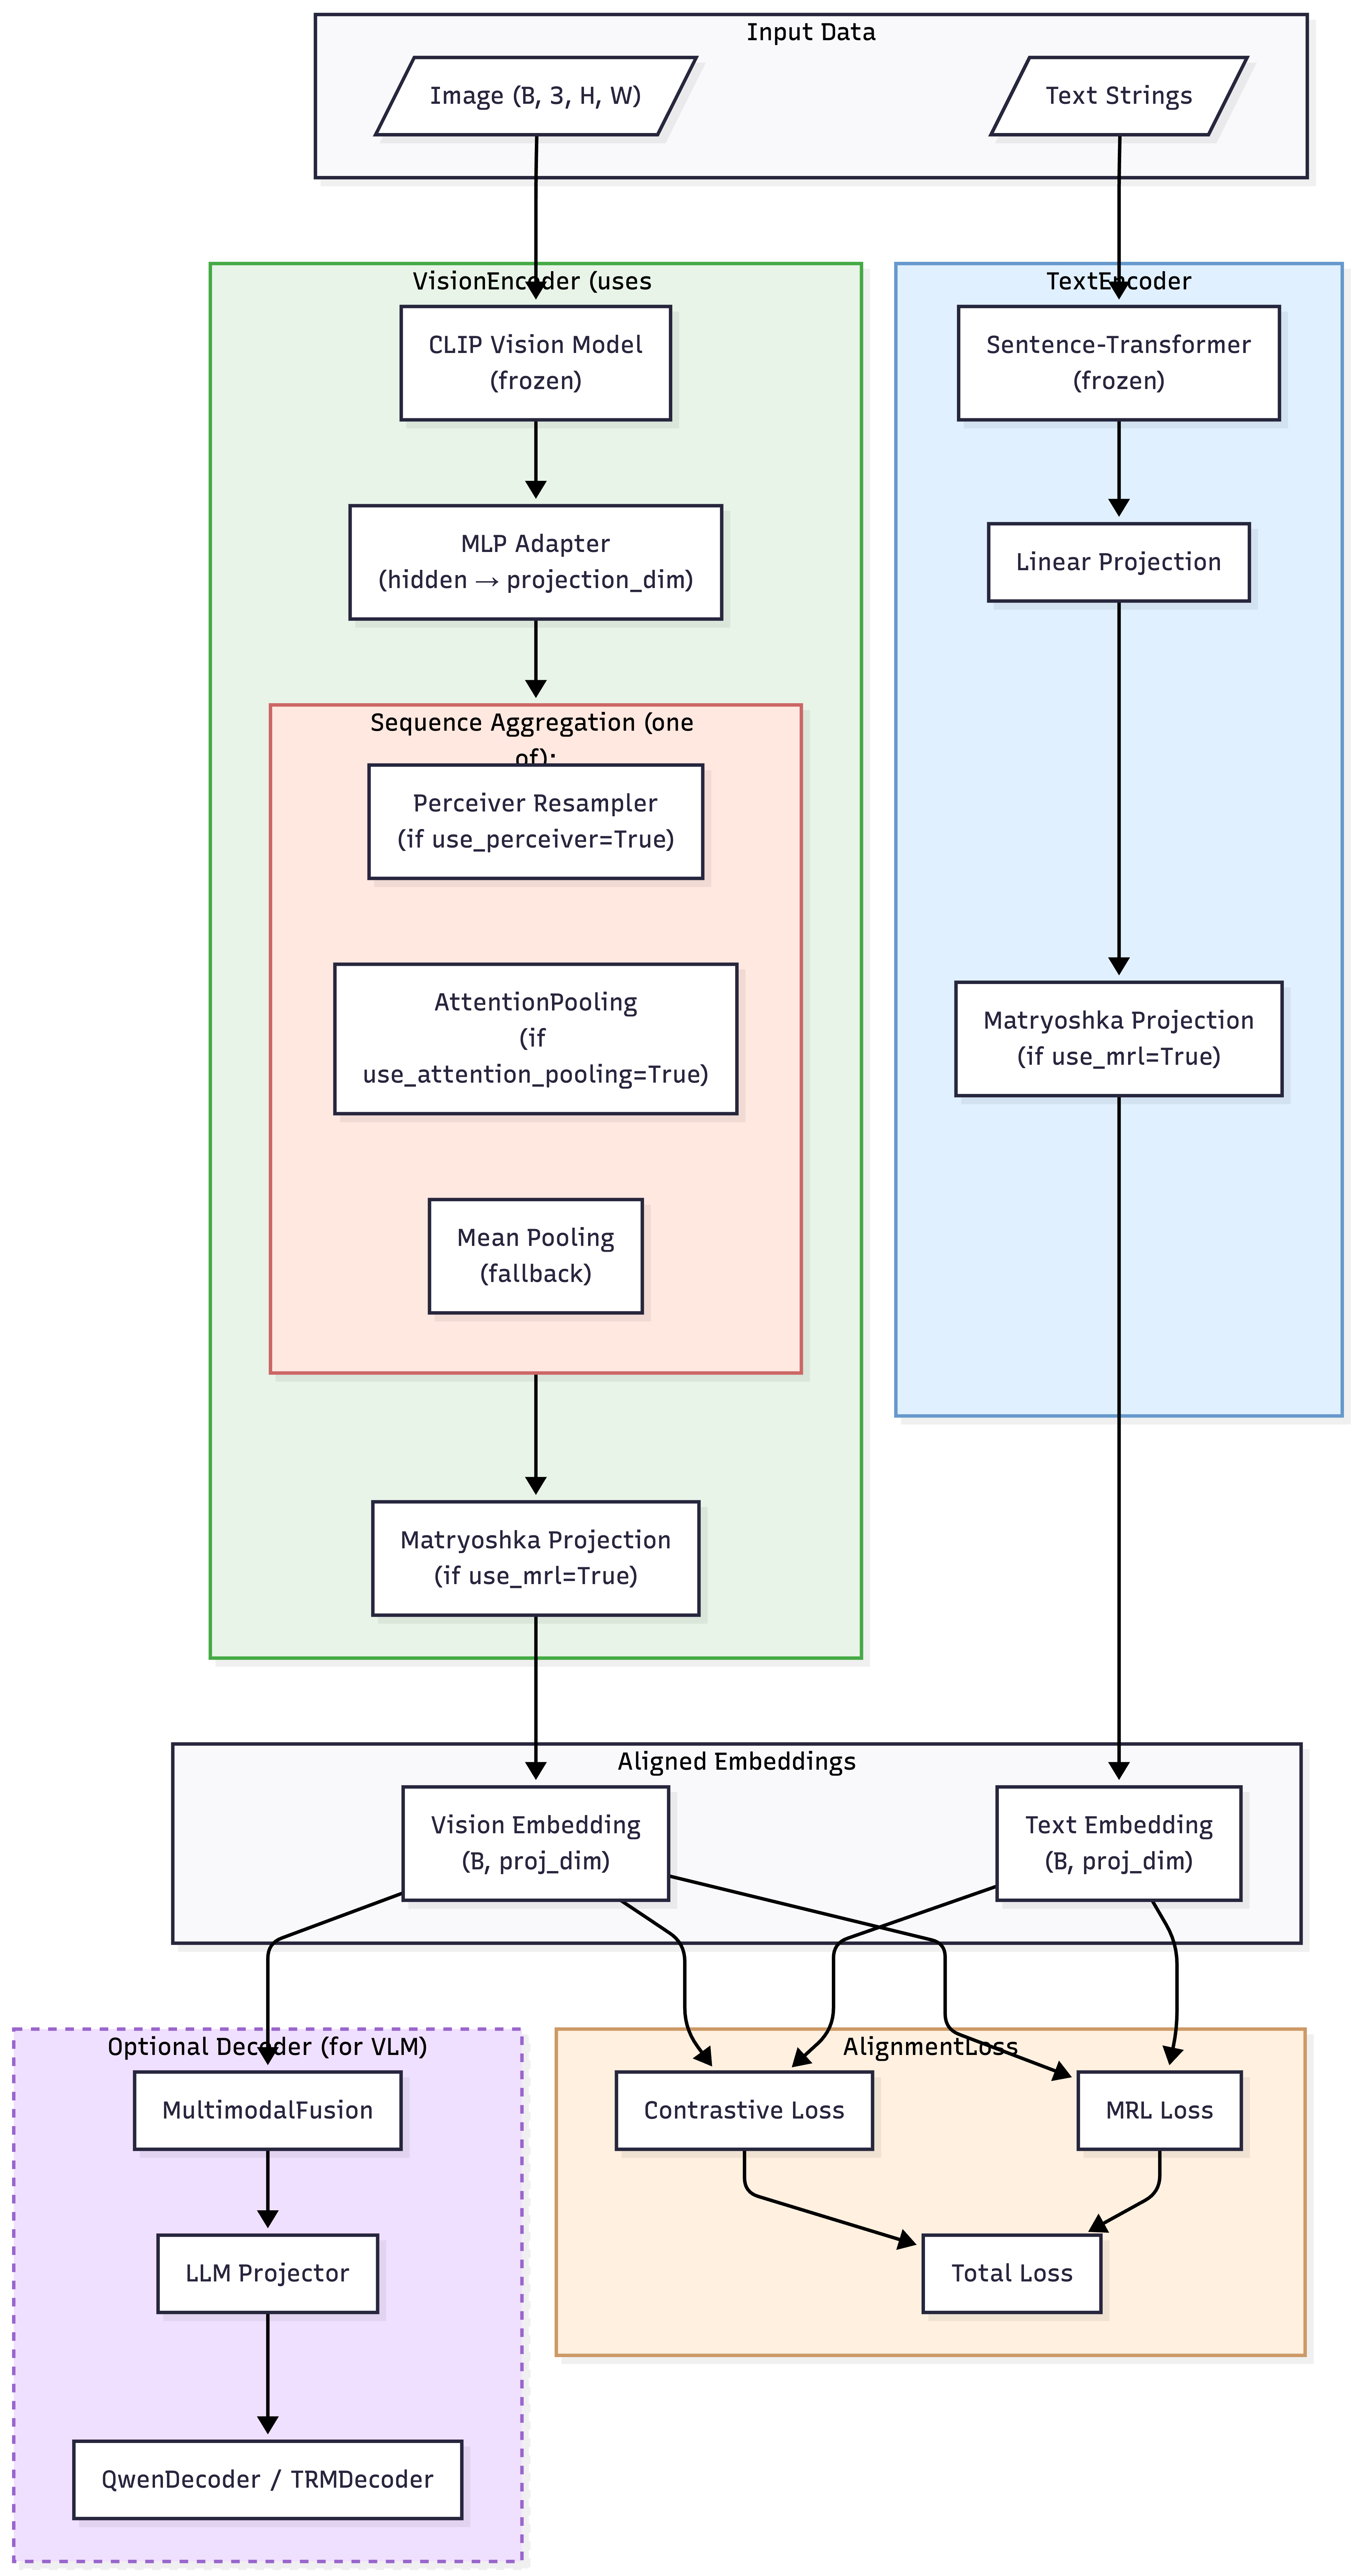 Input Data
Image (B, 3, H, W)
Text Strings
VisionEncoder (uses
CLIP Vision Model
(frozen)
MLP Adapter
(hidden → projection_dim)
Sequence Aggregation (one
of):
Perceiver Resampler
(if use_perceiver=True)
AttentionPooling
(if
use_attention_pooling=True)
Mean Pooling
(fallback)
Matryoshka Projection
(if use_mrl=True)
TextEncoder
Sentence-Transformer
(frozen)
Linear Projection
Matryoshka Projection
(if use_mrl=True)
Aligned Embeddings
Vision Embedding
(B, proj_dim)
Text Embedding
(B, proj_dim)
Optional Decoder (for VLM)
MultimodalFusion
LLM Projector
QwenDecoder / TRMDecoder
AlignmentLoss
Contrastive Loss
MRL Loss
Total Loss